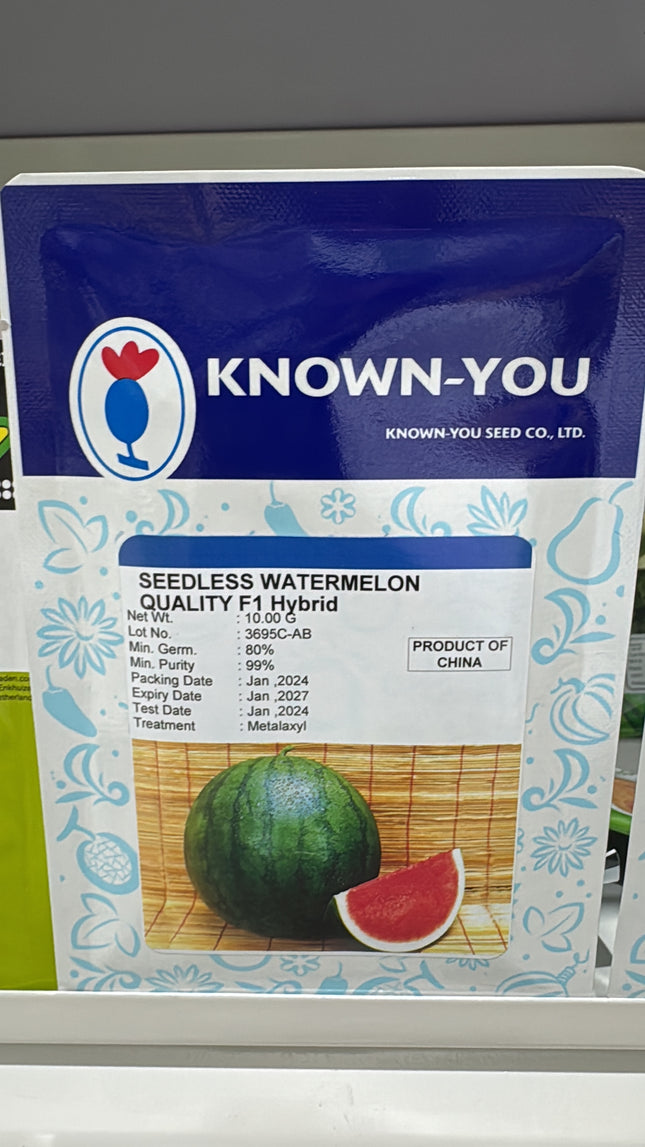 KNOWN-YOU
KNOWN-YOU SEED CO., LTD.
SEEDLESS WATERMELON
QUALITY F1 Hybrid
Net Wt. : 10.00 G
Lot No. : 3695C-AB
Min. Germ. : 80%
Min. Purity : 99%
Packing Date : Jan ,2024
Expiry Date : Jan ,2027
Test Date : Jan ,2024
Treatment : Metalaxyl
PRODUCT OF
CHINA